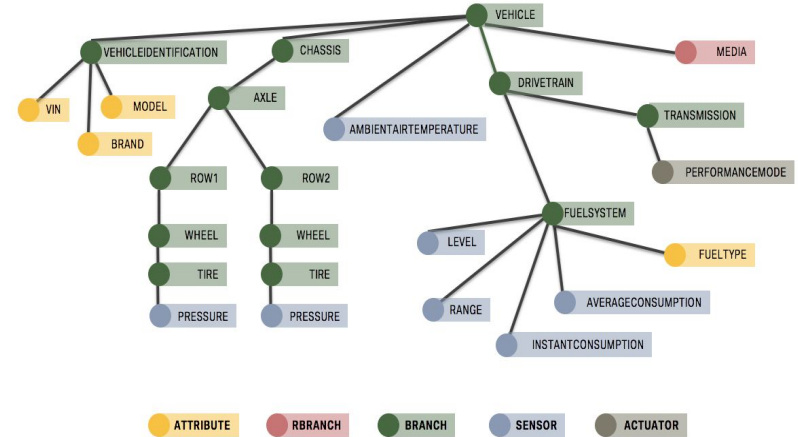 VEHICLE
VEHICLEIDENTIFICATION
CHASSIS
MEDIA
DRIVETRAIN
AXLE
VIN
MODEL
TRANSMISSION
AMBIENTAIRTEMPERATURE
BRAND
PERFORMANCEMODE
ROW1
ROW2
FUELSYSTEM
WHEEL
WHEEL
LEVEL
FUELTYPE
TIRE
TIRE
AVERAGECONSUMPTION
RANGE
PRESSURE
PRESSURE
INSTANTCONSUMPTION
ATTRIBUTE
RBRANCH
BRANCH
SENSOR
ACTUATOR